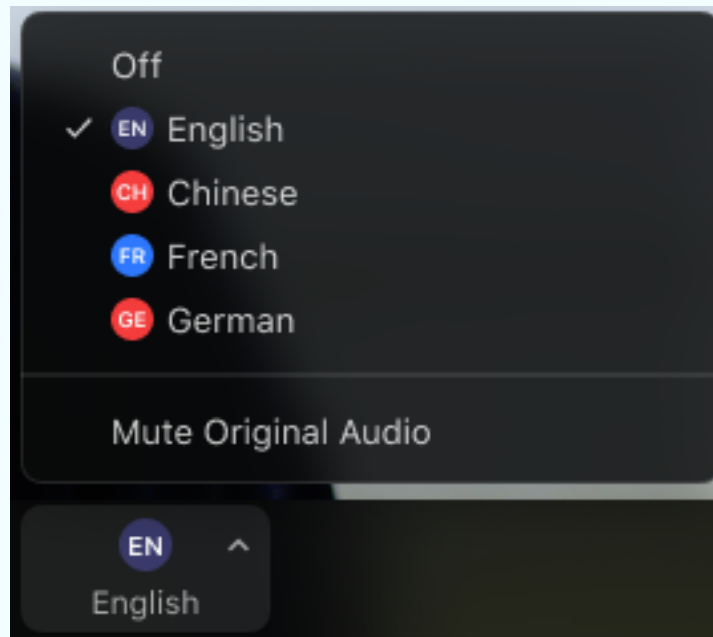 Off
EN English
CH Chinese
FR French
GE German
Mute Original Audio
EN
English